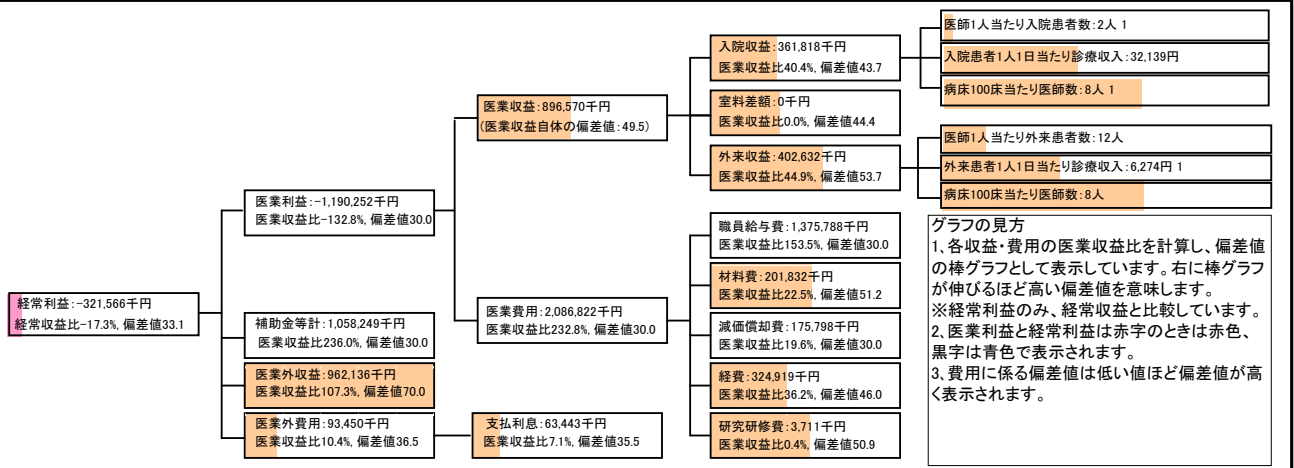 経常利益:-321,566千円
経常収益比-17.3%, 偏差値33.1
医業利益:-1,190,252千円
医業収益比-132.8%, 偏差値30.0
補助金等計:1,058,249千円
医業収益比236.0%, 偏差値30.0
医業外収益:962,136千円
医業収益比107.3%, 偏差値70.0
医業外費用:93,450千円
医業収益比10.4%, 偏差値36.5
医業収益:896,570千円
(医業収益自体の偏差値:49.5)
医業費用:2,086,822千円
医業収益比232.8%, 偏差値30.0
支払利息:63,443千円
医業収益比7.1%, 偏差値35.5
入院収益:361,818千円
医業収益比40.4%, 偏差値43.7
室料差額:0千円
医業収益比0.0%, 偏差値44.4
外来収益:402,632千円
医業収益比44.9%, 偏差値53.7
職員給与費:1,375,788千円
医業収益比153.5%, 偏差値30.0
材料費:201,832千円
医業収益比22.5%, 偏差値51.2
減価償却費:175,798千円
医業収益比19.6%, 偏差値30.0
経費:324,919千円
医業収益比36.2%, 偏差値46.0
研究研修費:3,711千円
医業収益比0.4%, 偏差値50.9
医師1人当たり入院患者数:2人 1
入院患者1人1日当たり診療収入:32,139円
病床100床当たり医師数:8人 1
医師1人当たり外来患者数:12人
外来患者1人1日当たり診療収入:6,274円 1
病床100床当たり医師数:8人
グラフの見方
1、各収益・費用の医業収益比を計算し、偏差値
の棒グラフとして表示しています。右に棒グラフ
が伸びるほど高い偏差値を意味します。
※経常利益のみ、経常収益と比較しています。
2、医業利益と経常利益は赤字のときは赤色、
黒字は青色で表示されます。
3、費用に係る偏差値は低い値ほど偏差値が高
く表示されます。